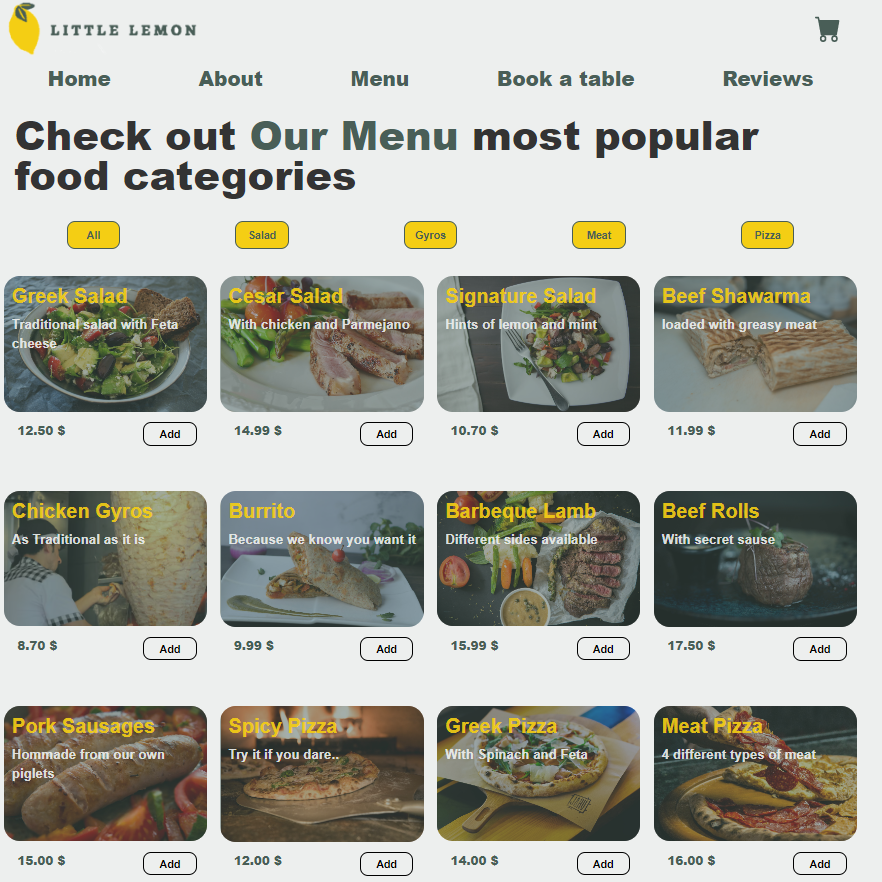 LITTLE LEMON
Home About Menu Book a table Reviews
Check out Our Menu most popular
food categories
All Salad Gyros Meat Pizza
Greek Salad
Traditional salad with Feta
cheese
12.50 $ Add
Cesar Salad
With chicken and Parmejano
14.99 $ Add
Signature Salad
Hints of lemon and mint
10.70 $ Add
Beef Shawarma
loaded with greasy meat
11.99 $ Add
Chicken Gyros
As Traditional as it is
8.70 $ Add
Burrito
Because we know you want it
9.99 $ Add
Barbeque Lamb
Different sides available
15.99 $ Add
Beef Rolls
With secret sause
17.50 $ Add
Pork Sausages
Hommade from our own
piglets
15.00 $ Add
Spicy Pizza
Try it if you dare..
12.00 $ Add
Greek Pizza
With Spinach and Feta
14.00 $ Add
Meat Pizza
4 different types of meat
16.00 $ Add